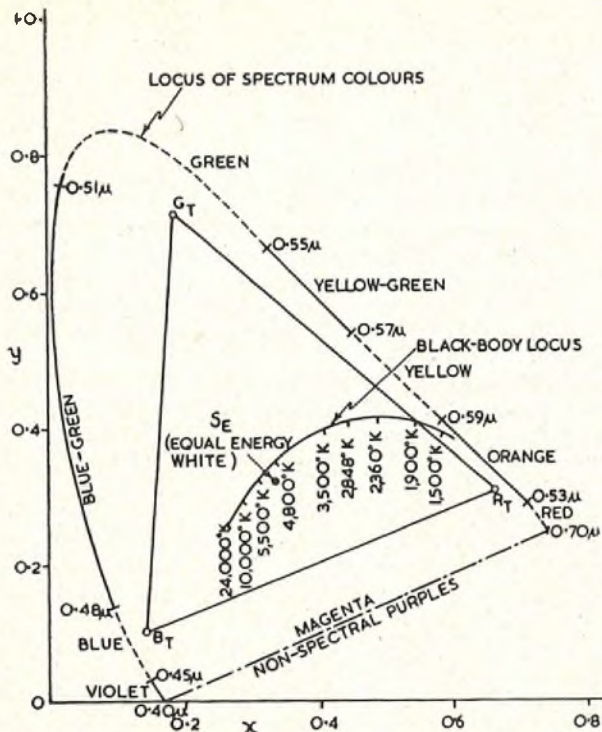 1·0
LOCUS OF SPECTRUM COLOURS
0·8
GREEN
0·51μ
G_T
0·55μ
0·6
YELLOW-GREEN
0·57μ
y
BLACK-BODY LOCUS
YELLOW
S_E
(EQUAL ENERGY
WHITE)
0·59μ
0·4
BLUE-GREEN
ORANGE
24,000°K
10,000°K
5,500°K
4,800°K
3,500°K
2,848°K
2,360°K
1,900°K
1,500°K
R_T
0·53μ
RED
0·70μ
0·2
0·48μ
B_T
MAGENTA
NON-SPECTRAL PURPLES
BLUE
0·45μ
VIOLET
0
0·40μ
0·2
x
0·4
0·6
0·8